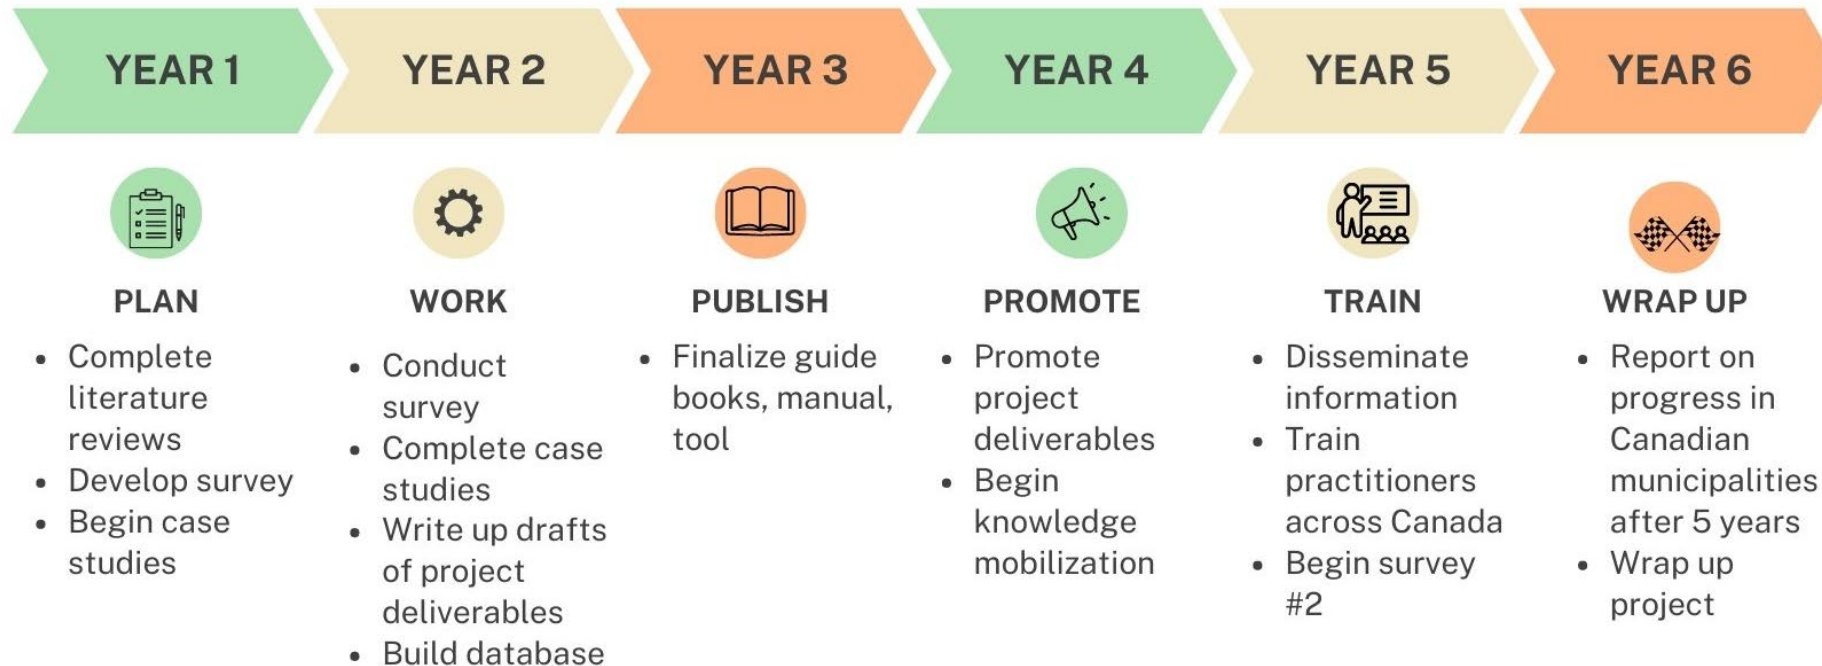 YEAR 1
YEAR 2
YEAR 3
YEAR 4
YEAR 5
YEAR 6
PLAN
• Complete
literature
reviews
• Develop survey
• Begin case
studies
WORK
• Conduct
survey
• Complete case
studies
• Write up drafts
of project
deliverables
• Build database
PUBLISH
• Finalize guide
books, manual,
tool
PROMOTE
• Promote
project
deliverables
• Begin
knowledge
mobilization
TRAIN
• Disseminate
information
• Train
practitioners
across Canada
• Begin survey
#2
WRAP UP
• Report on
progress in
Canadian
municipalities
after 5 years
• Wrap up
project